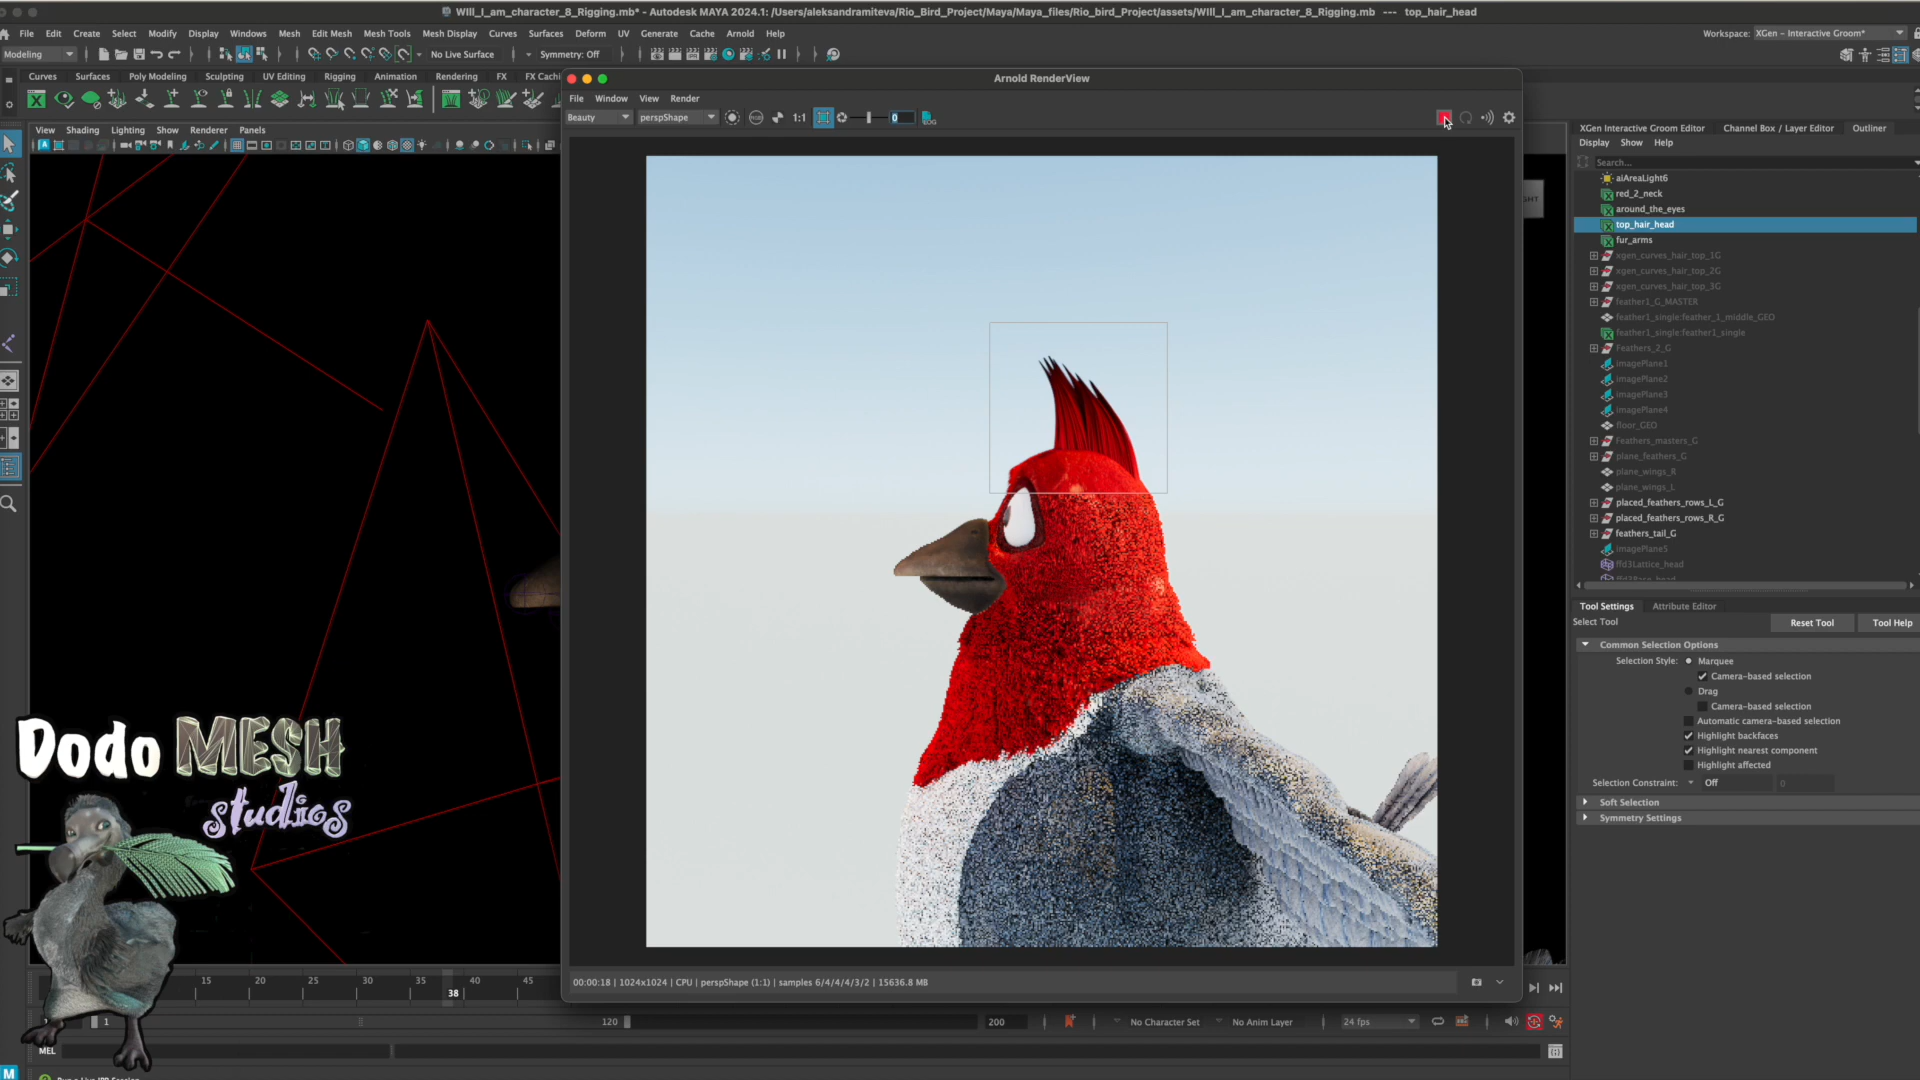 WIll_I_am_character_8_Rigging.mb* - Autodesk MAYA 2024.1: /Users/aleksandramiteva/Rio_Bird_Project/Maya/Maya_files/Rio_bird_Project/assets/WIll_I_am_character_8_Rigging.mb --- top_hair_head
File Edit Create Select Modify Display Windows Mesh Edit Mesh Mesh Tools Mesh Display Curves Surfaces Deform UV Generate Cache Arnold Help
Workspace: XGen - Interactive Groom*
Modeling
No Live Surface
Symmetry: Off
Curves Surfaces Poly Modeling Sculpting UV Editing Rigging Animation Rendering FX FX Cachi
Arnold RenderView
File Window View Render
Beauty
perspShape
1:1
0
View Shading Lighting Show Renderer Panels
XGen Interactive Groom Editor Channel Box / Layer Editor Outliner
Display Show Help
Search...
aiAreaLight6
red_2_neck
around_the_eyes
top_hair_head
fur_arms
xgen_curves_hair_top_1G
xgen_curves_hair_top_2G
xgen_curves_hair_top_3G
feather1_G_MASTER
feather1_single:feather_1_middle_GEO
feather1_single:feather1_single
Feathers_2_G
imagePlane1
imagePlane2
imagePlane3
imagePlane4
floor_GEO
Feathers_masters_G
plane_feathers_G
plane_wings_R
plane_wings_L
placed_feathers_rows_L_G
placed_feathers_rows_R_G
feathers_tail_G
imagePlane5
ffd3Lattice_head
Tool Settings Attribute Editor
Select Tool
Reset Tool
Tool Help
Common Selection Options
Selection Style: Marquee
Camera-based selection
Drag
Camera-based selection
Automatic camera-based selection
Highlight backfaces
Highlight nearest component
Highlight affected
Selection Constraint: Off 0
Soft Selection
Symmetry Settings
Dodo MESH
studios
00:00:18 | 1024x1024 | CPU | perspShape (1:1) | samples 6/4/4/4/3/2 | 15636.8 MB
15 20 25 30 35 40 45
38
1
120
200
No Character Set
No Anim Layer
24 fps
MEL
M